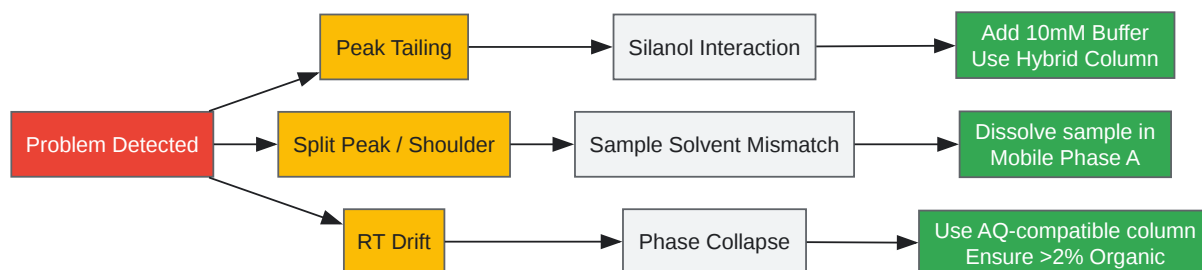 Peak Tailing
Silanol Interaction
Add 10mM Buffer
Use Hybrid Column
Problem Detected
Split Peak / Shoulder
Sample Solvent Mismatch
Dissolve sample in
Mobile Phase A
RT Drift
Phase Collapse
Use AQ-compatible column
Ensure >2% Organic